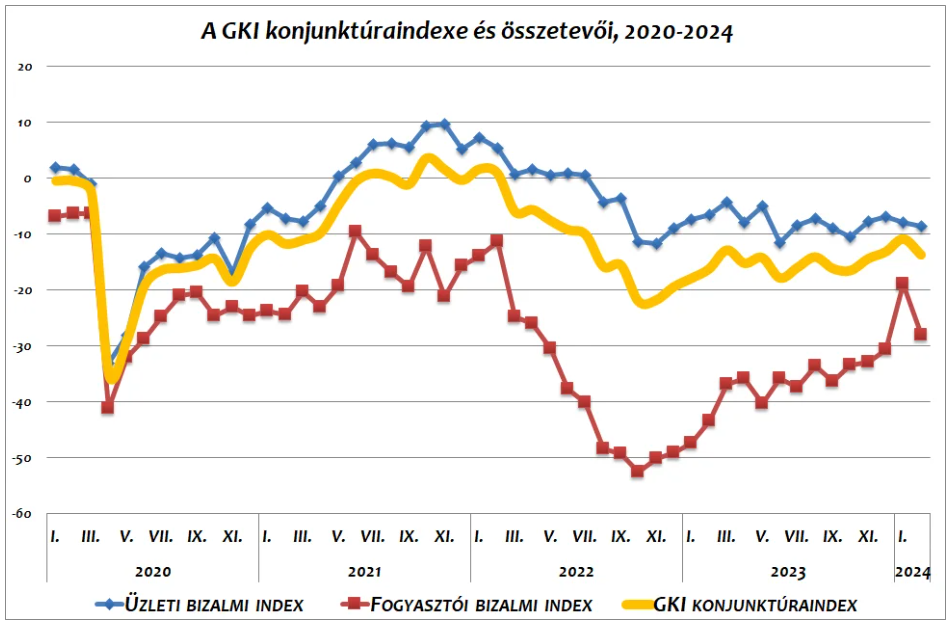 A GKI konjunktúraindexe és összetevői, 2020-2024
20
10
0
-10
-20
-30
-40
-50
-60
I. III. V. VII. IX. XI. I. III. V. VII. IX. XI. I. III. V. VII. IX. XI. I. III. V. VII. IX. XI. I.
2020 2021 2022 2023 2024
ÜZLETI BIZALMI INDEX FOGYASZTÓI BIZALMI INDEX GKI KONJUNKTÚRAINDEX